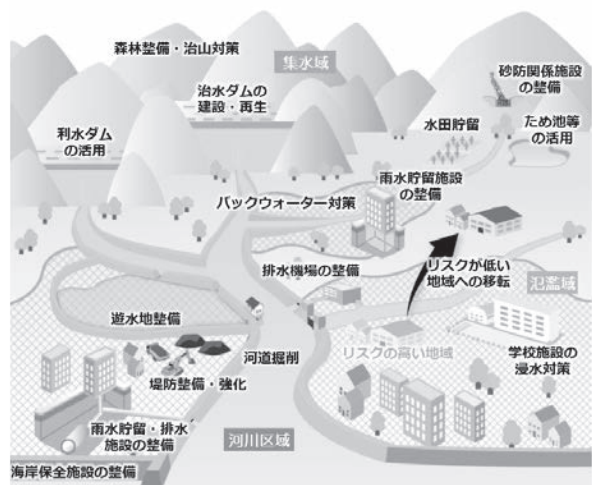 森林整備・治山対策
集水域
砂防関係施設
の整備
治水ダムの
建設・再生
水田貯留
ため池等
の活用
利水ダム
の活用
雨水貯留施設
の整備
バックウォーター対策
排水機場の整備
リスクが低い
地域への移転
氾濫域
遊水地整備
河道掘削
リスクの高い地域
学校施設の
浸水対策
堤防整備・強化
雨水貯留・排水
施設の整備
河川区域
海岸保全施設の整備